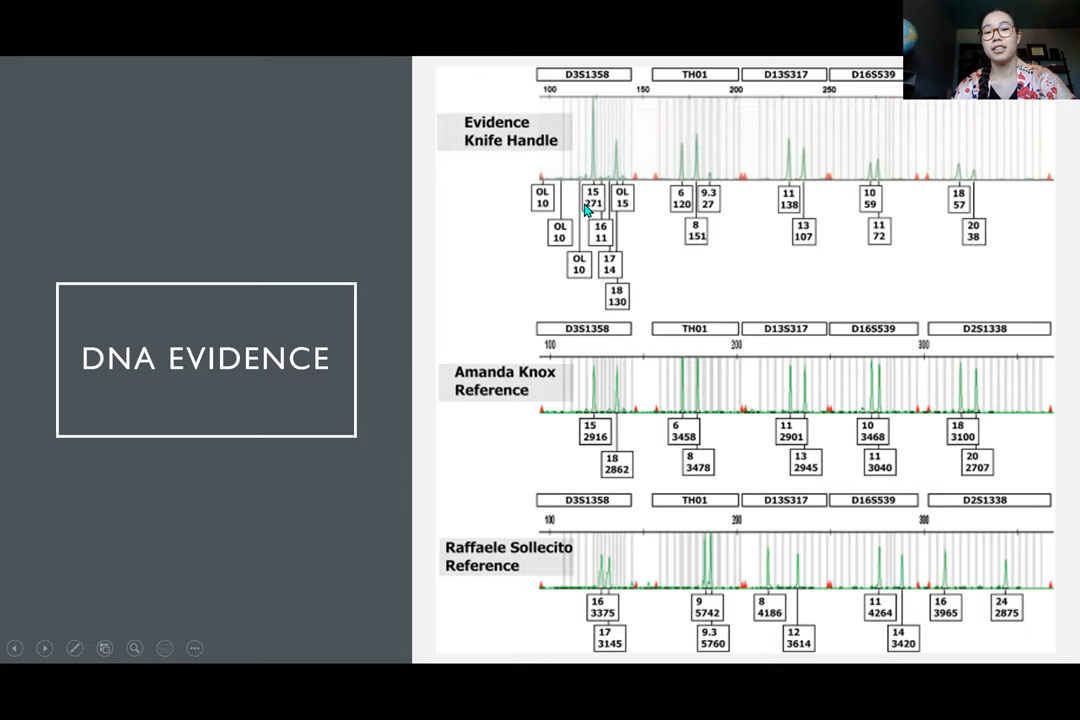 DNA EVIDENCE
D3S1358 TH01 D13S317 D16S539
100 150 200 250
Evidence
Knife Handle
OL 15 OL 6 9.3 11 10 18
10 271 15 120 27 138 59 57
OL 16 8 13 11 20
10 11 151 107 72 38
OL 17
10 14
18
130
D3S1358 TH01 D13S317 D16S539 D2S1338
100 200 300
Amanda Knox
Reference
15 6 11 10 18
2916 3458 2901 3468 3100
18 8 13 11 20
2862 3478 2945 3040 2707
D3S1358 TH01 D13S317 D16S539 D2S1338
100 200 300
Raffaele Sollecito
Reference
16 9 8 11 16 24
3375 5742 4186 4264 3965 2875
17 9.3 12 14
3145 5760 3614 3420